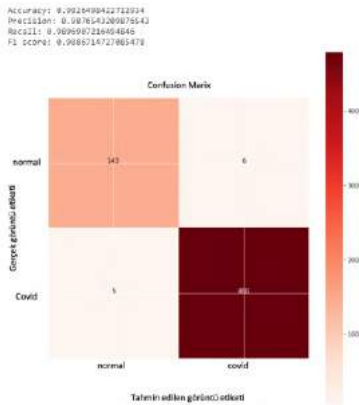 Accuracy: 0.9826498422712934
Precision: 0.9876543209876543
Recall: 0.9896907216494846
F1 score: 0.9886714727085478
Confusion Marix
400
normal
143
6
300
Gerçek görüntü etiketi
200
Covid
5
480
100
normal
covid
Tahmin edilen görüntü etiketi